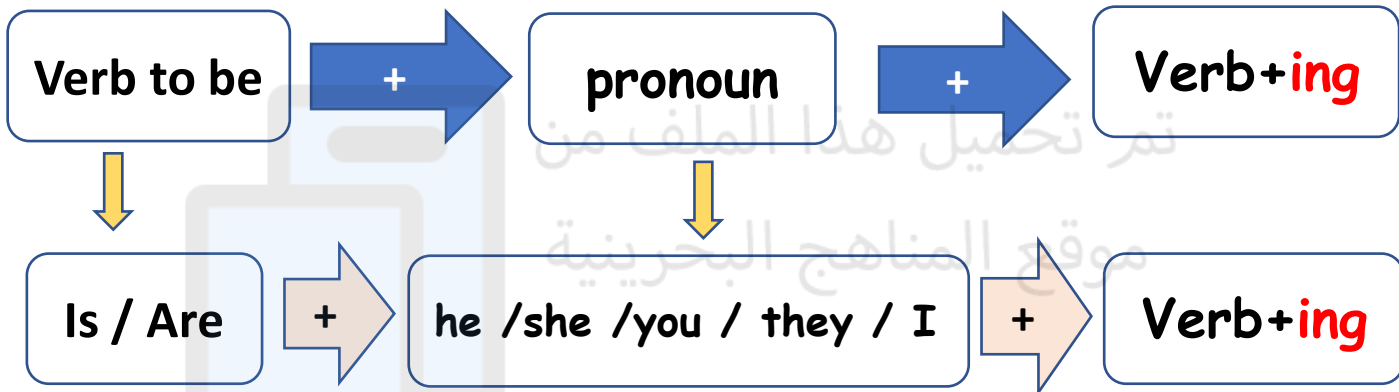 Verb to be + pronoun + Verb+ing
تم تحميل هذا الملف من
موقع المناهج البحرينية
Is / Are + he /she /you / they / I + Verb+ing